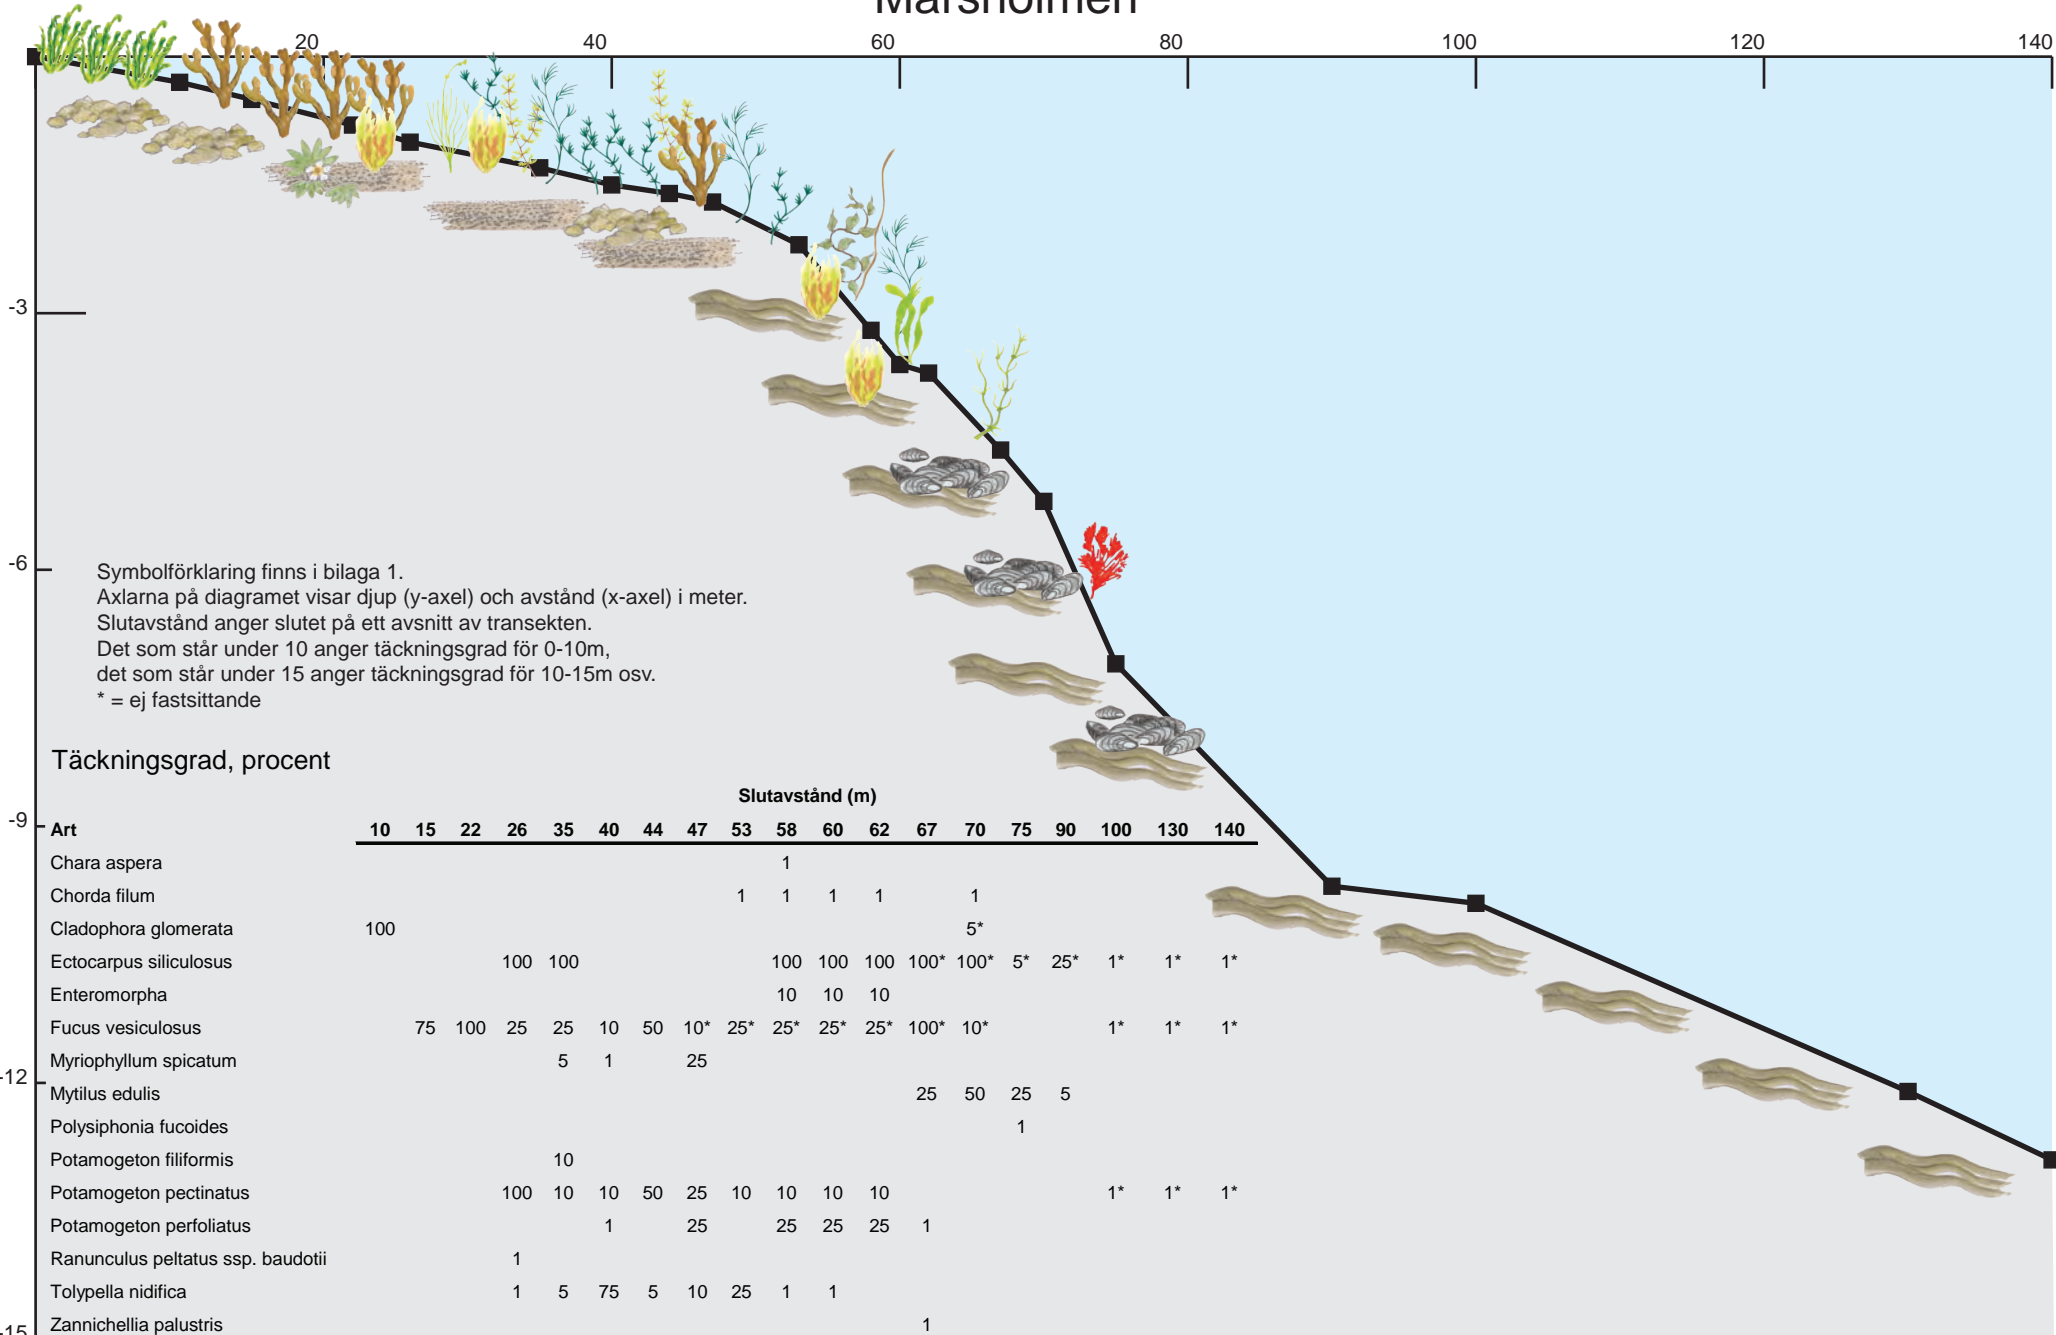 Marsholmen
20 40 60 80 100 120 140
-3
-6
Symbolförklaring finns i bilaga 1.
Axlarna på diagramet visar djup (y-axel) och avstånd (x-axel) i meter.
Slutavstånd anger slutet på ett avsnitt av transekten.
Det som står under 10 anger täckningsgrad för 0-10m,
det som står under 15 anger täckningsgrad för 10-15m osv.
* = ej fastsittande
Täckningsgrad, procent
Slutavstånd (m)
-9
Art 10 15 22 26 35 40 44 47 53 58 60 62 67 70 75 90 100 130 140
Chara aspera 1
Chorda filum 1 1 1 1 1
Cladophora glomerata 100 5*
Ectocarpus siliculosus 100 100 100 100 100 100* 100* 5* 25* 1* 1* 1*
Enteromorpha 10 10 10
Fucus vesiculosus 75 100 25 25 10 50 10* 25* 25* 25* 25* 100* 10* 1* 1* 1*
Myriophyllum spicatum 5 1 25
-12
Mytilus edulis 25 50 25 5
Polysiphonia fucoides 1
Potamogeton filiformis 10
Potamogeton pectinatus 100 10 10 50 25 10 10 10 10 1* 1* 1*
Potamogeton perfoliatus 1 25 25 25 25 1
Ranunculus peltatus ssp. baudotii 1
Tolypella nidifica 1 5 75 5 10 25 1 1
Zannichellia palustris 1
-15